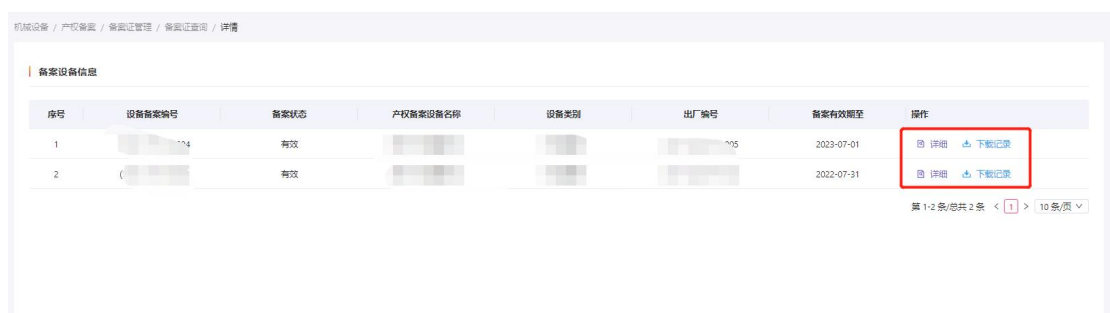 机械设备 / 产权备案 / 备案证管理 / 备案证查询 / 详情
备案设备信息
序号 设备备案编号 备案状态 产权备案设备名称 设备类别 出厂编号 备案有效期至 操作
1 有效 2023-07-01 详细 下载记录
2 ( 有效 2022-07-31 详细 下载记录
第 1-2 条/总共 2 条 < 1 > 10 条/页